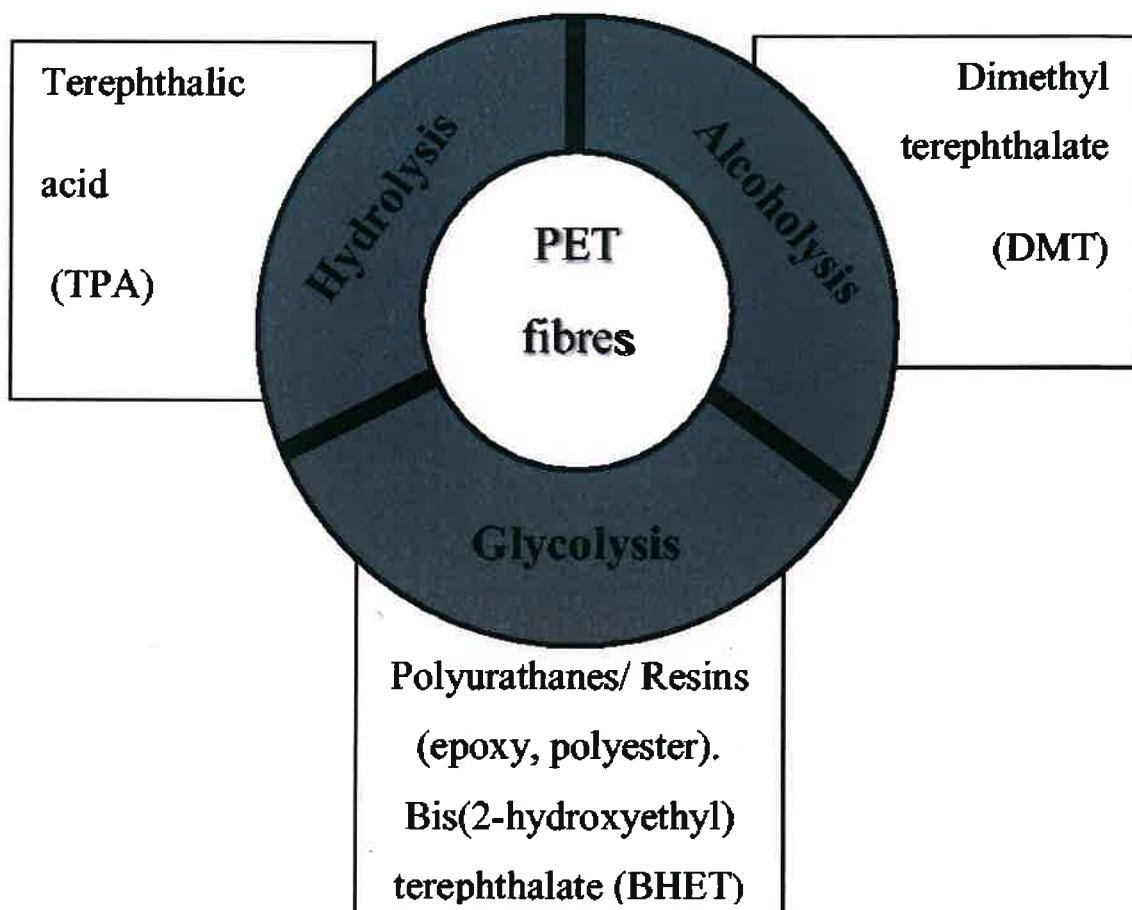 Terephthalic
acid
(TPA)
Hydrolysis
PET
fibres
Alcoholysis
Dimethyl
terephthalate
(DMT)
Glycolysis
Polyurathanes/ Resins
(epoxy, polyester).
Bis(2-hydroxyethyl)
terephthalate (BHET)